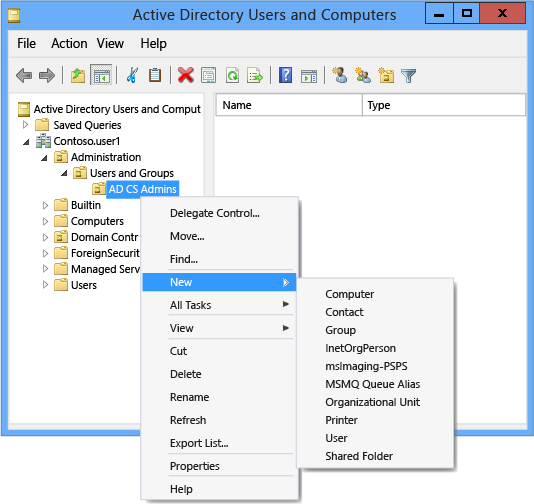 Active Directory Users and Computers
File Action View Help
Active Directory Users and Comput
Saved Queries
Contoso.user1
Administration
Users and Groups
AD CS Admins
Builtin
Computers
Domain Contr
ForeignSecurit
Managed Serv
Users
Name Type
Delegate Control...
Move...
Find...
New
All Tasks
View
Cut
Delete
Rename
Refresh
Export List...
Properties
Help
Computer
Contact
Group
InetOrgPerson
msImaging-PSPS
MSMQ Queue Alias
Organizational Unit
Printer
User
Shared Folder